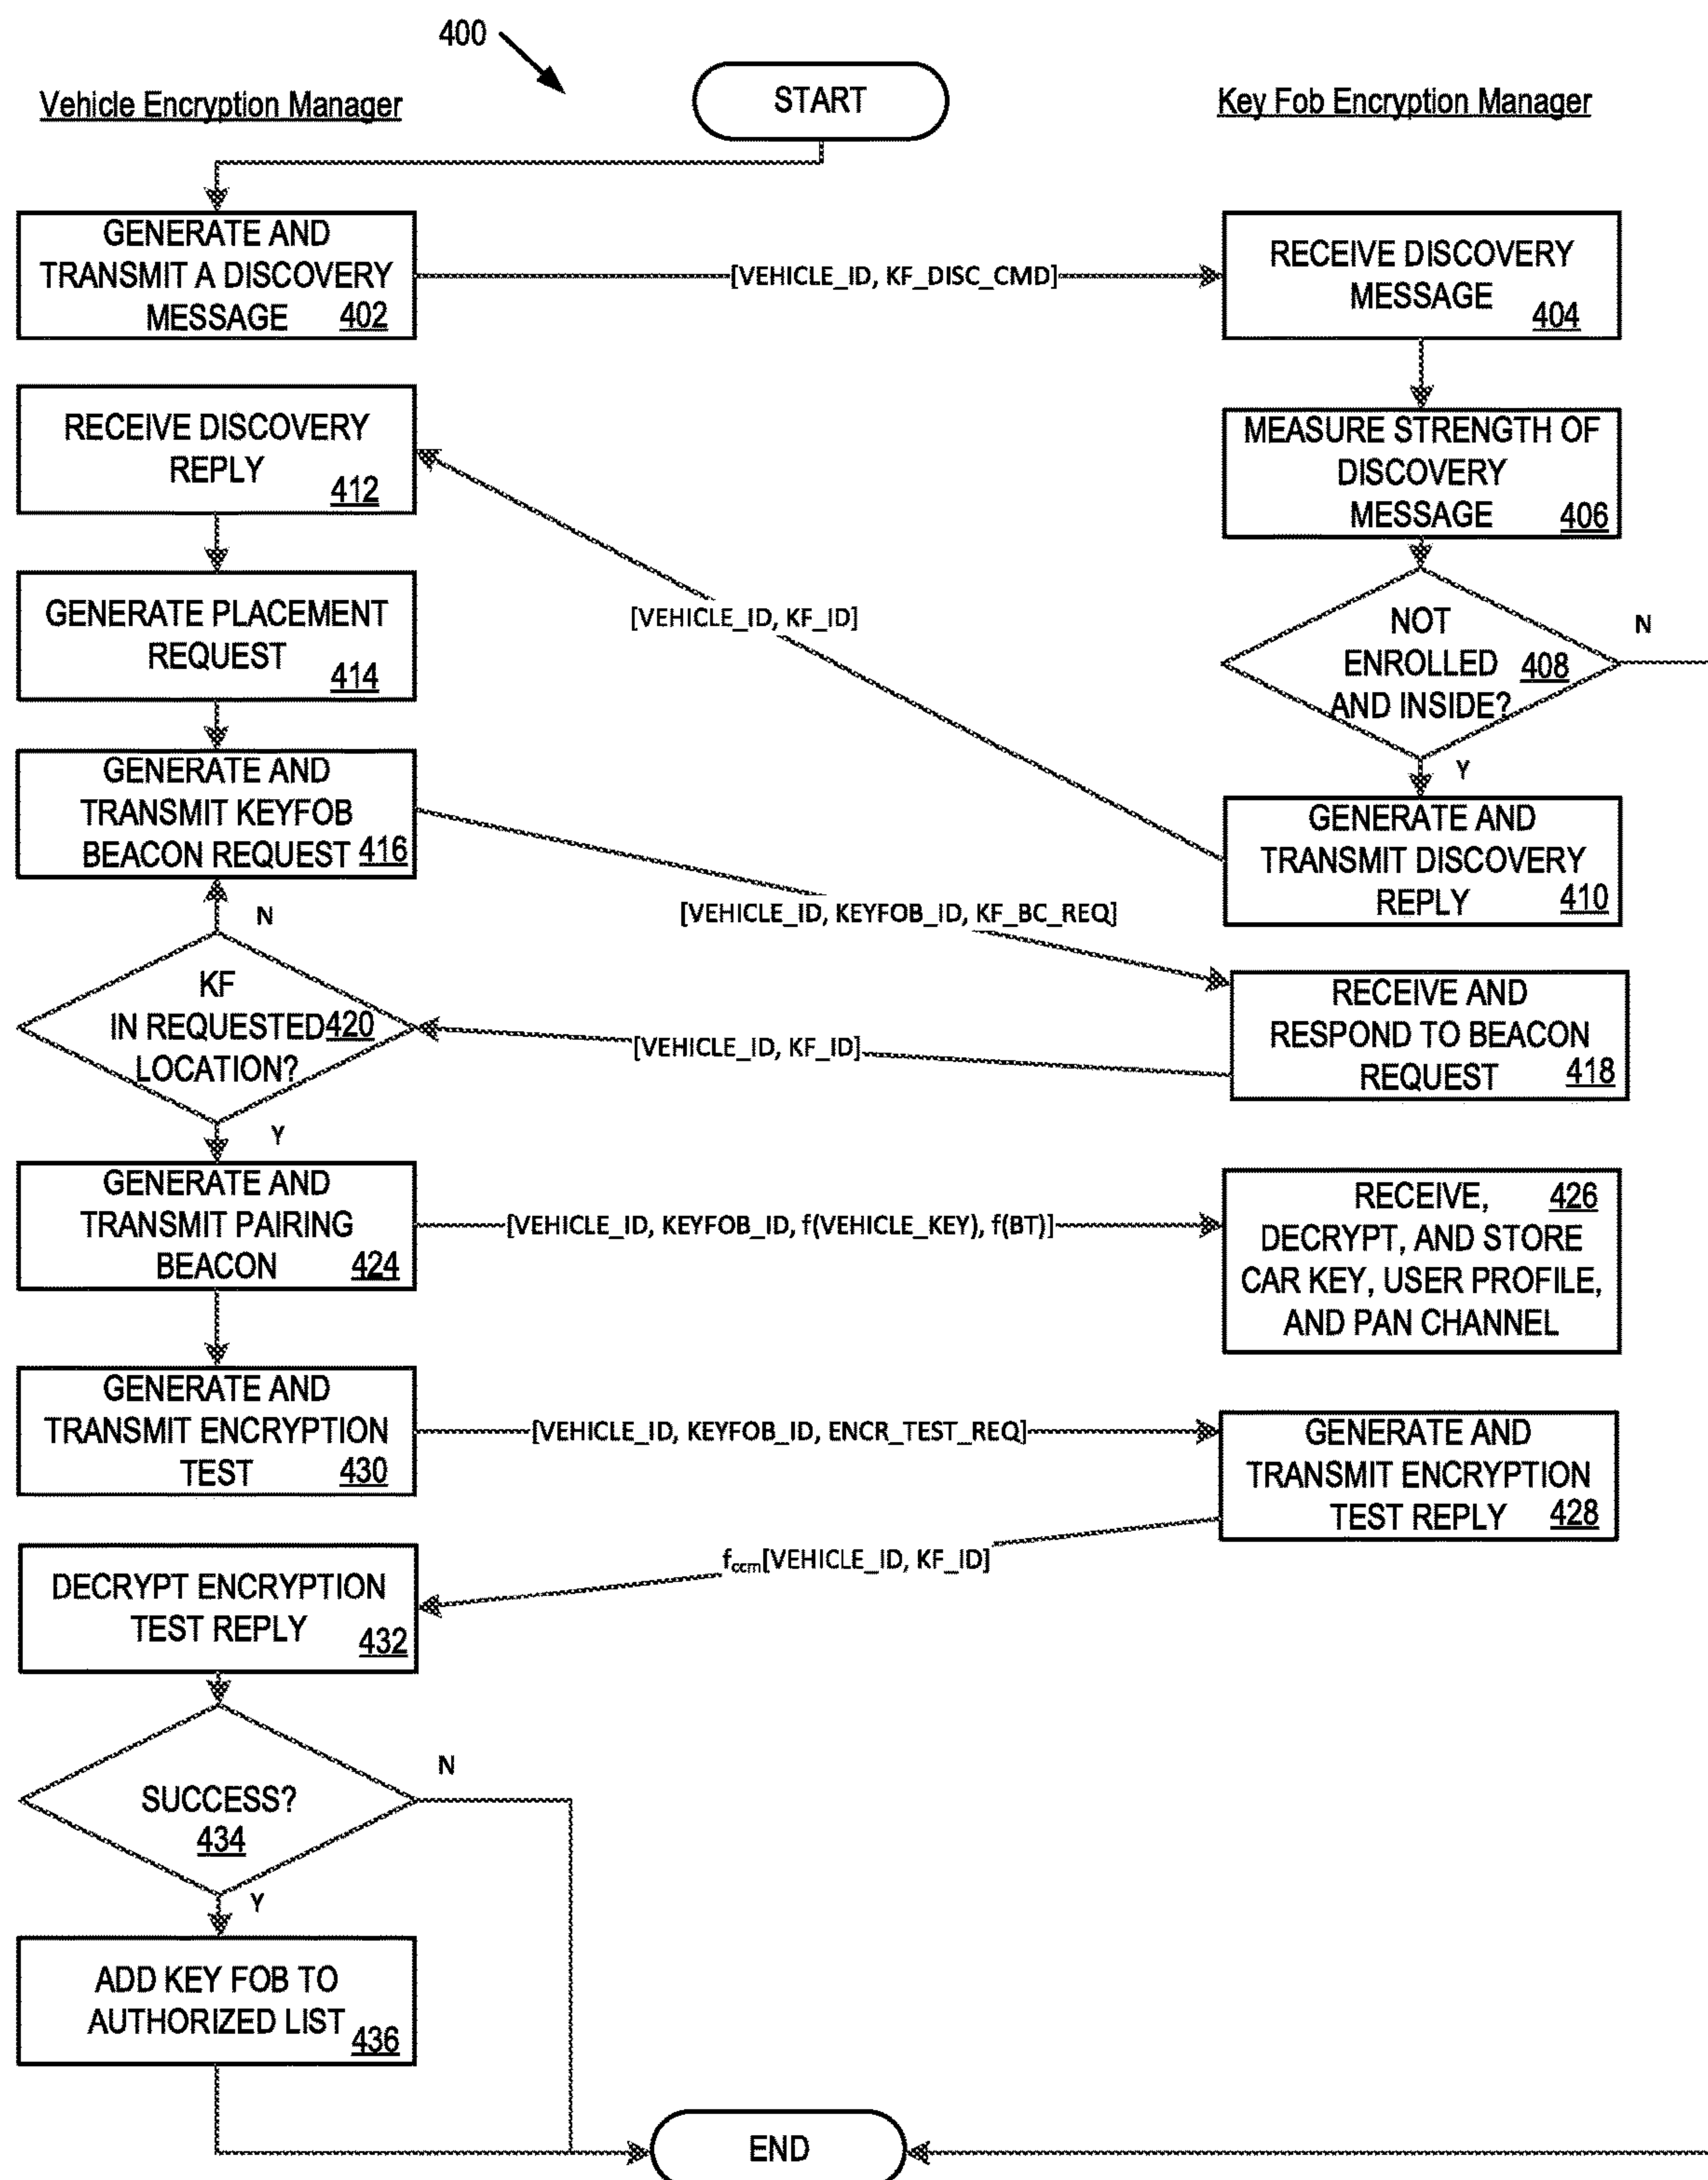 400
START
Vehicle Encryption Manager
Key Fob Encryption Manager
GENERATE AND
TRANSMIT A DISCOVERY
MESSAGE 402
[VEHICLE_ID, KF_DISC_CMD]
RECEIVE DISCOVERY
MESSAGE
404
RECEIVE DISCOVERY
REPLY
412
MEASURE STRENGTH OF
DISCOVERY
MESSAGE 406
GENERATE PLACEMENT
REQUEST
414
[VEHICLE_ID, KF_ID]
NOT
ENROLLED 408
AND INSIDE?
N
Y
GENERATE AND
TRANSMIT KEYFOB
BEACON REQUEST 416
GENERATE AND
TRANSMIT DISCOVERY
REPLY 410
N
[VEHICLE_ID, KEYFOB_ID, KF_BC_REQ]
KF
IN REQUESTED 420
LOCATION?
[VEHICLE_ID, KF_ID]
RECEIVE AND
RESPOND TO BEACON
REQUEST 418
Y
GENERATE AND
TRANSMIT PAIRING
BEACON 424
[VEHICLE_ID, KEYFOB_ID, f(VEHICLE_KEY), f(BT)]
RECEIVE, 426
DECRYPT, AND STORE
CAR KEY, USER PROFILE,
AND PAN CHANNEL
GENERATE AND
TRANSMIT ENCRYPTION
TEST 430
[VEHICLE_ID, KEYFOB_ID, ENCR_TEST_REQ]
GENERATE AND
TRANSMIT ENCRYPTION
TEST REPLY 428
fccm[VEHICLE_ID, KF_ID]
DECRYPT ENCRYPTION
TEST REPLY
432
N
SUCCESS?
434
Y
ADD KEY FOB TO
AUTHORIZED LIST
436
END